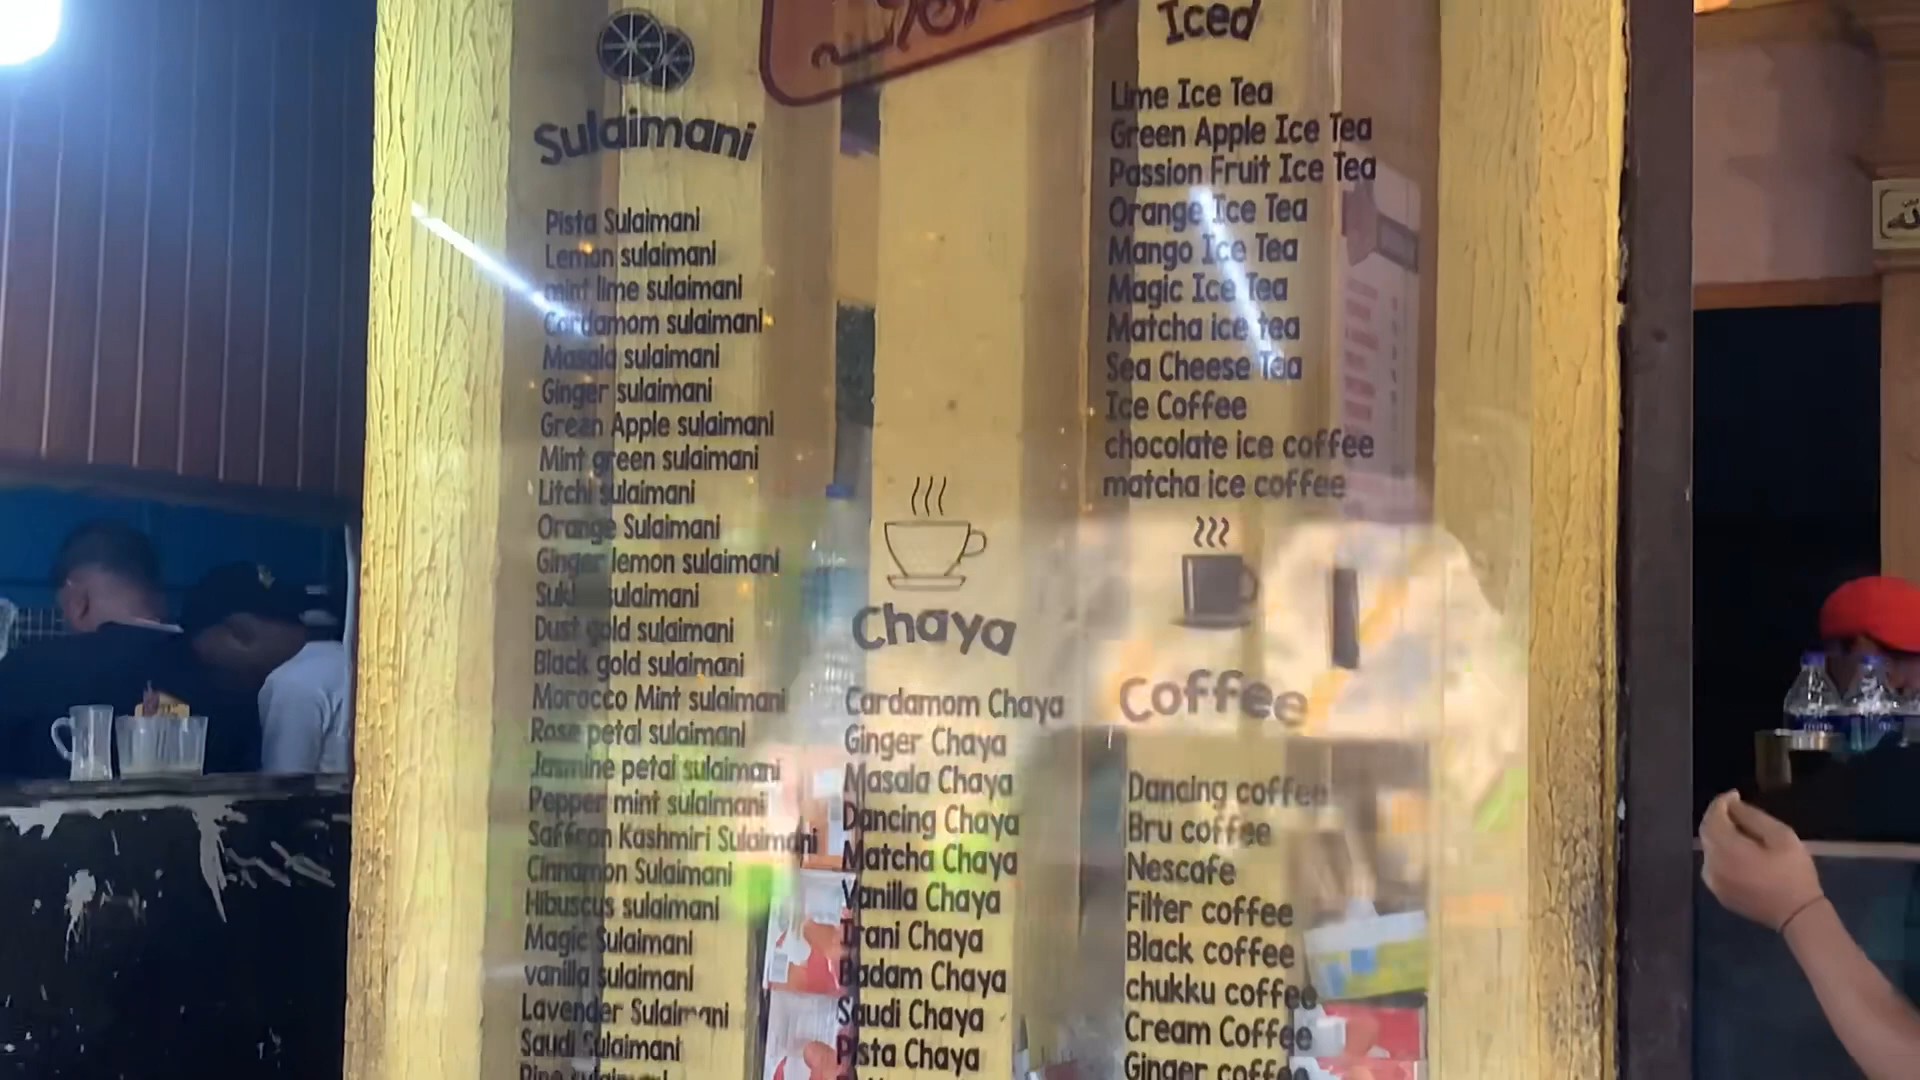 Sulaimani
Pista Sulaimani
Lemon sulaimani
mint lime sulaimani
Cardamom sulaimani
Masala sulaimani
Ginger sulaimani
Green Apple sulaimani
Mint green sulaimani
Litchi sulaimani
Orange Sulaimani
Ginger lemon sulaimani
sulaimani
Dust gold sulaimani
Black gold sulaimani
Morocco Mint sulaimani
Rose petal sulaimani
Jasmine petal sulaimani
Pepper mint sulaimani
Saffron Kashmiri Sulaimani
Cinnamon Sulaimani
Hibuscus sulaimani
Magic Sulaimani
vanilla sulaimani
Lavender Sulaimani
Saudi Sulaimani
Chaya
Cardamom Chaya
Ginger Chaya
Masala Chaya
Dancing Chaya
Matcha Chaya
Vanilla Chaya
Irani Chaya
Badam Chaya
Saudi Chaya
Pista Chaya
Iced
Lime Ice Tea
Green Apple Ice Tea
Passion Fruit Ice Tea
Orange Ice Tea
Mango Ice Tea
Magic Ice Tea
Matcha ice tea
Sea Cheese Tea
Ice Coffee
chocolate ice coffee
matcha ice coffee
Coffee
Dancing coffee
Bru coffee
Nescafe
Filter coffee
Black coffee
chukku coffee
Cream Coffee
Ginger coffee